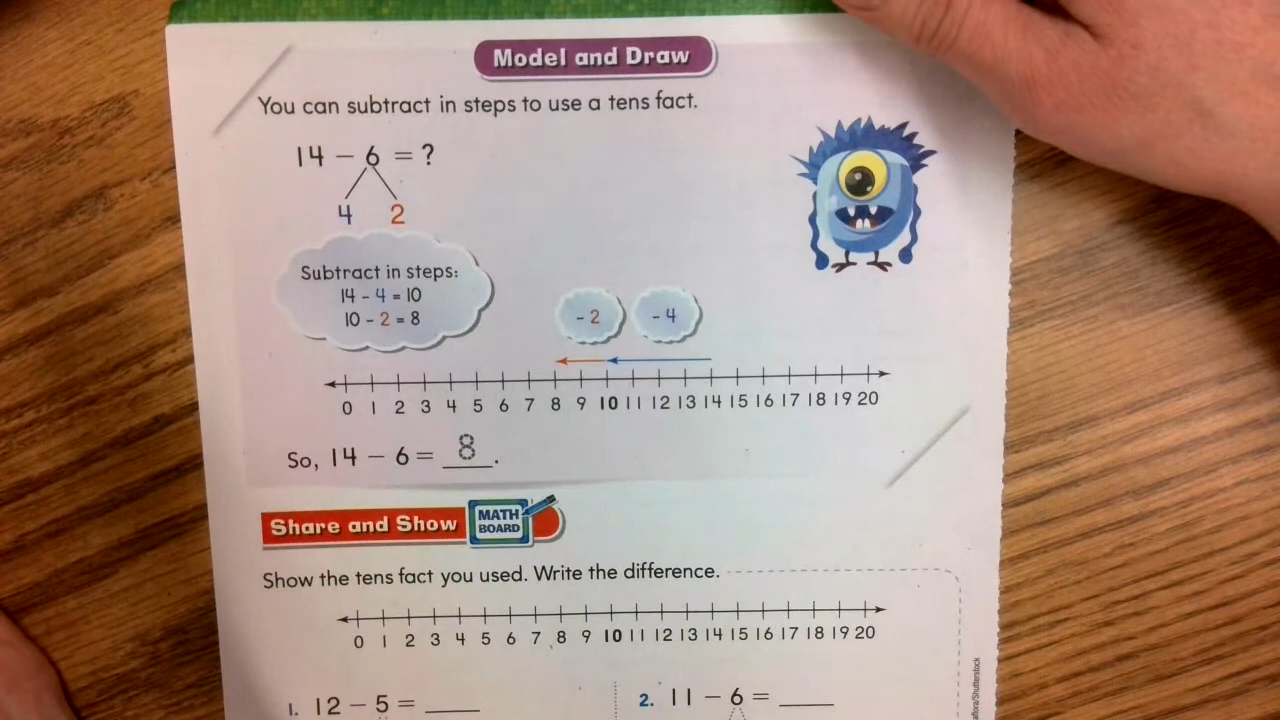 Model and Draw
You can subtract in steps to use a tens fact.
14 - 6 = ?
4 2
Subtract in steps:
14 - 4 = 10
10 - 2 = 8
- 2 - 4
0 1 2 3 4 5 6 7 8 9 10 11 12 13 14 15 16 17 18 19 20
So, 14 - 6 = 8.
Share and Show MATH BOARD
Show the tens fact you used. Write the difference.
0 1 2 3 4 5 6 7 8 9 10 11 12 13 14 15 16 17 18 19 20
1. 12 - 5 = ____
2. 11 - 6 = ____